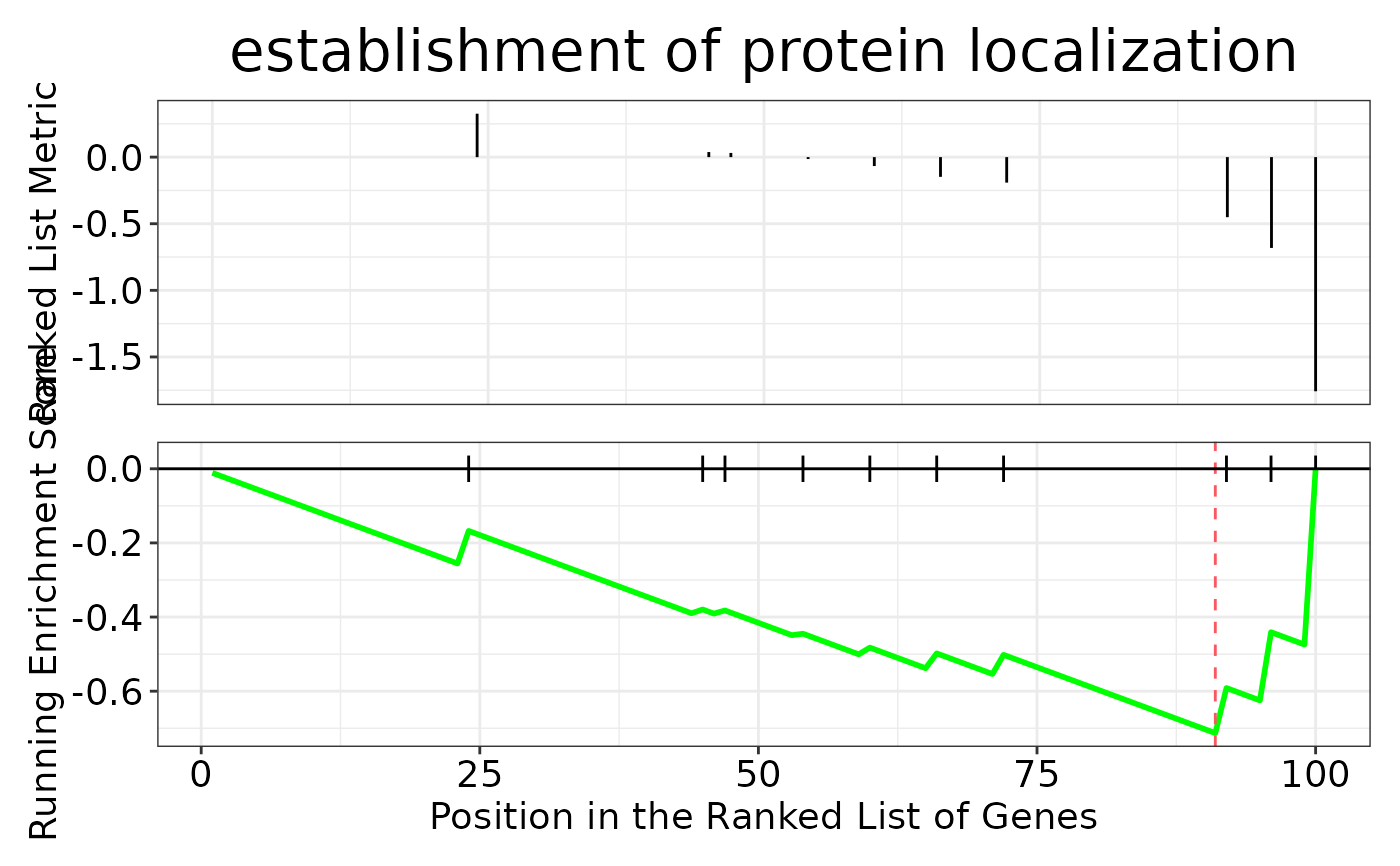 establishment of protein localization
Ranked List Metric
0.0
-0.5
-1.0
-1.5
Running Enrichment Score
0.0
-0.2
-0.4
-0.6
0 25 50 75 100
Position in the Ranked List of Genes